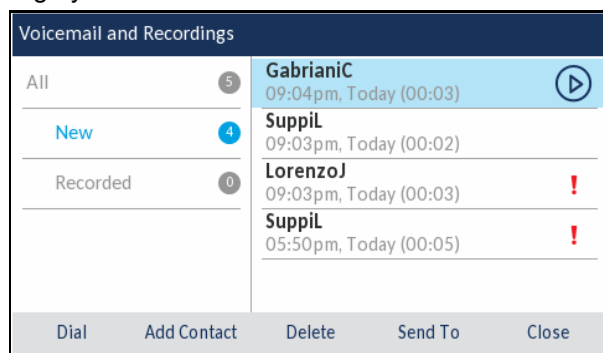 Voicemail and Recordings
All 5
New 4
Recorded 0
GabrianiC
09:04pm, Today (00:03)
SuppiL
09:03pm, Today (00:02)
LorenzoJ
09:03pm, Today (00:03)
!
SuppiL
05:50pm, Today (00:05)
!
Dial Add Contact Delete Send To Close